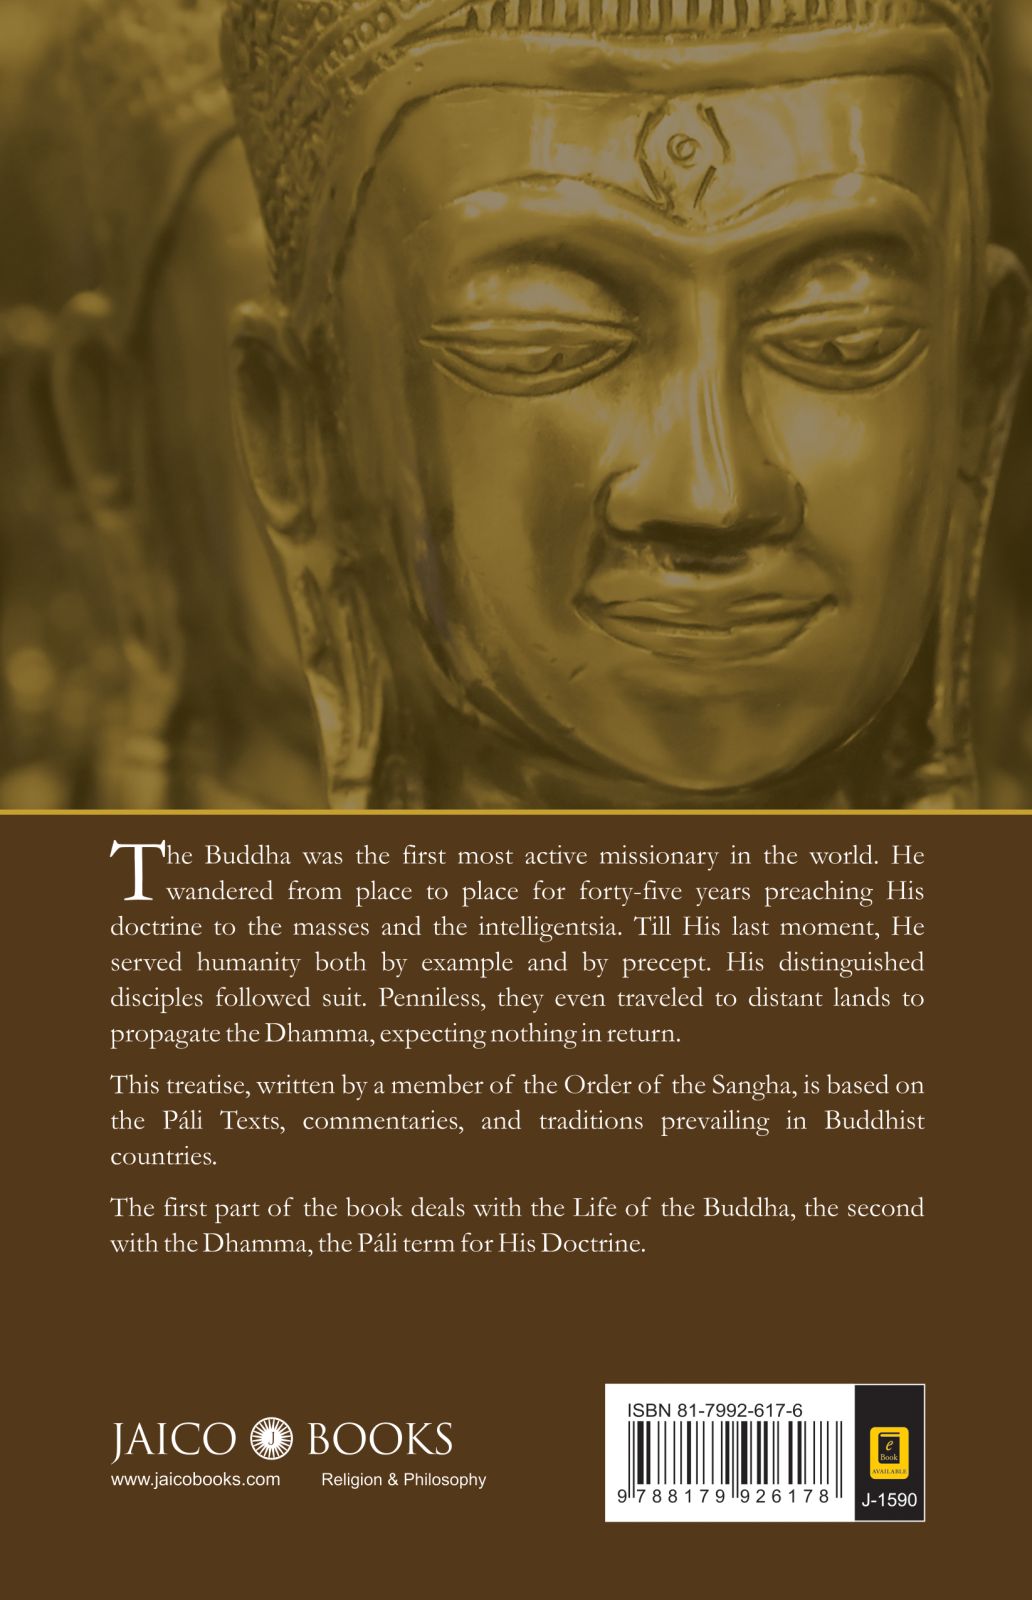 The Buddha was the first most active missionary in the world. He
wandered from place to place for forty-five years preaching His
doctrine to the masses and the intelligentsia. Till His last moment, He
served humanity both by example and by precept. His distinguished
disciples followed suit. Penniless, they even traveled to distant lands to
propagate the Dhamma, expecting nothing in return.
This treatise, written by a member of the Order of the Sangha, is based on
the Páli Texts, commentaries, and traditions prevailing in Buddhist
countries.
The first part of the book deals with the Life of the Buddha, the second
with the Dhamma, the Páli term for His Doctrine.
JAICO J BOOKS
www.jaicobooks.com Religion & Philosophy
ISBN 81-7992-617-6
9 788179 926178
e
Book
AVAILABLE
J-1590